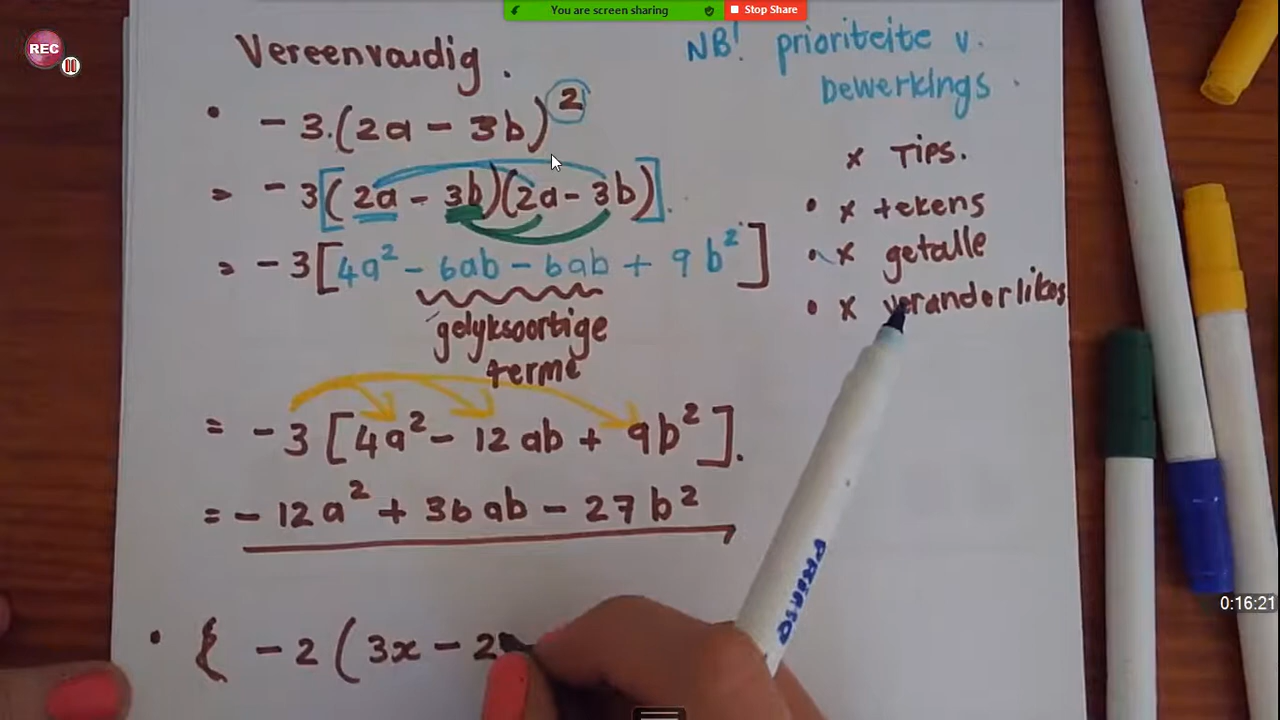 You are screen sharing Stop Share
REC
Vereenvoudig.
NB! prioriteite v.
bewerkings
• - 3.(2a - 3b)²
= - 3[(2a - 3b)(2a - 3b)].
= - 3[4a² - 6ab - 6ab + 9b²]
gelyksoortige
terme
= - 3[4a² - 12ab + 9b²].
= - 12a² + 36ab - 27b²
• { - 2(3x - 2
x Tips.
• x tekens
• x getalle
• x veranderlikes
PRIMO
0:16:21